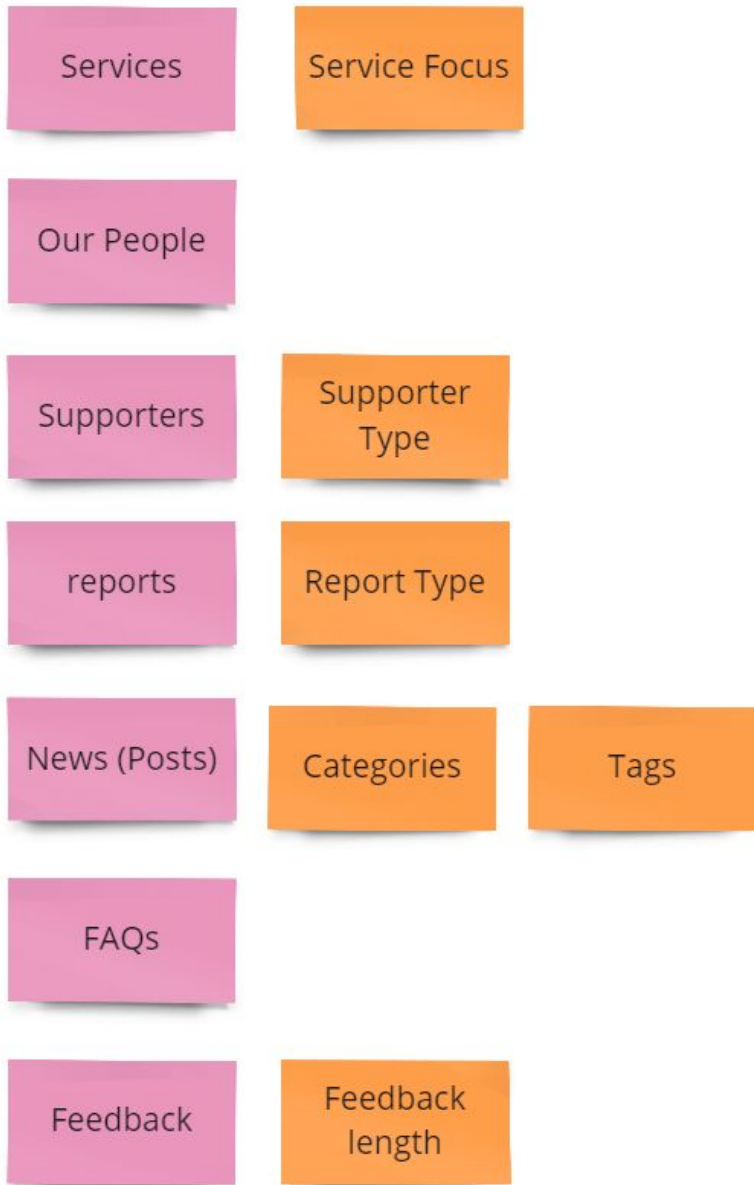 Services
Service Focus
Our People
Supporters
Supporter
Type
reports
Report Type
News (Posts)
Categories
Tags
FAQs
Feedback
Feedback
length